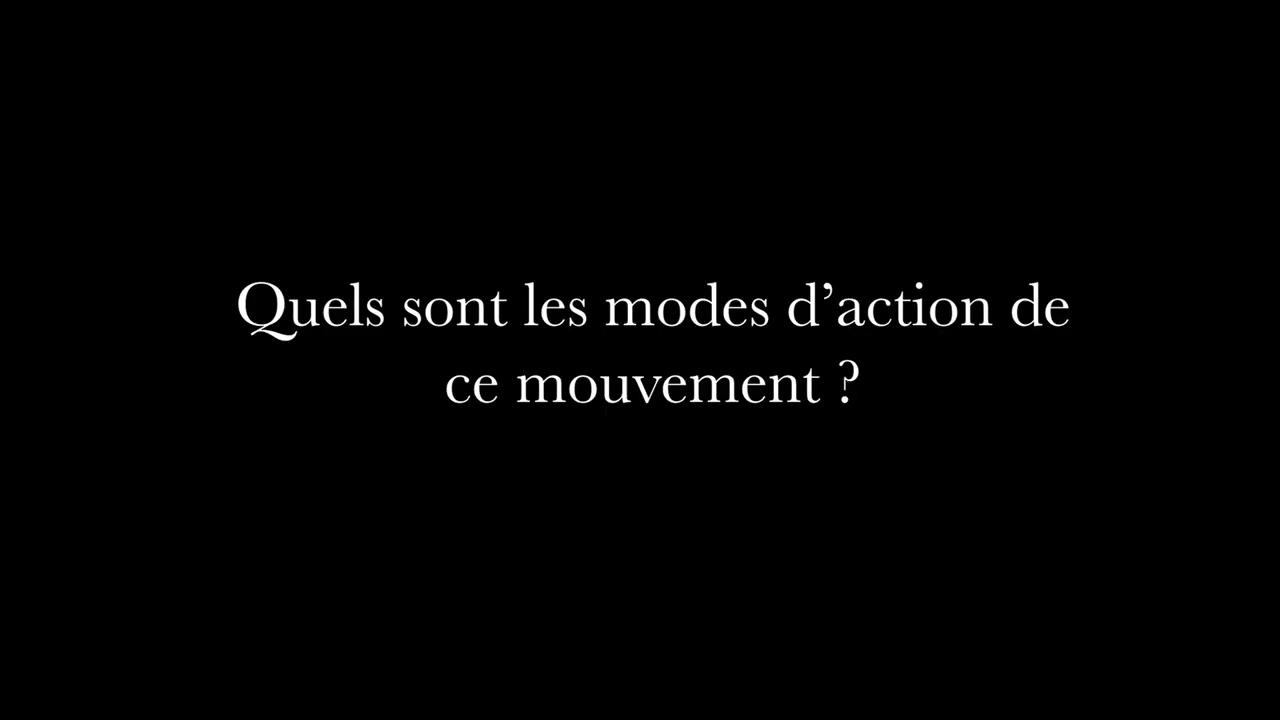 Quels sont les modes d’action de
ce mouvement ?